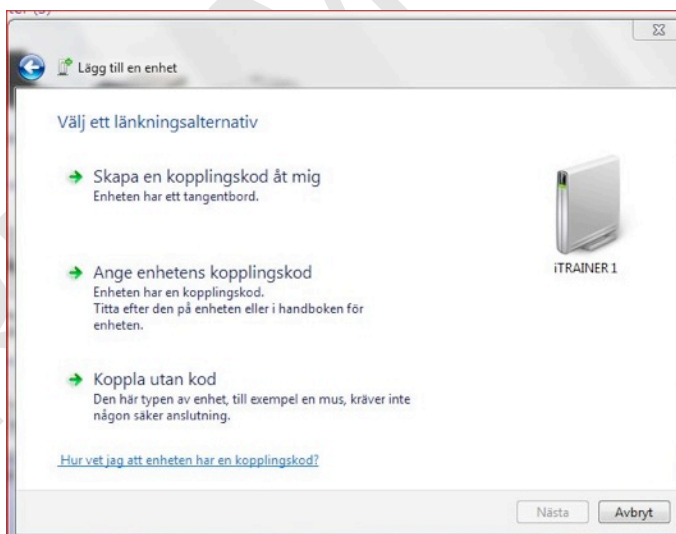 Lägg till en enhet
Välj ett länkningsalternativ
Skapa en kopplingskod åt mig
Enheten har ett tangentbord.
Ange enhetens kopplingskod
Enheten har en kopplingskod.
Titta efter den på enheten eller i handboken för
enheten.
Koppla utan kod
Den här typen av enhet, till exempel en mus, kräver inte
någon säker anslutning.
Hur vet jag att enheten har en kopplingskod?
iTRAINER 1
Nästa
Avbryt